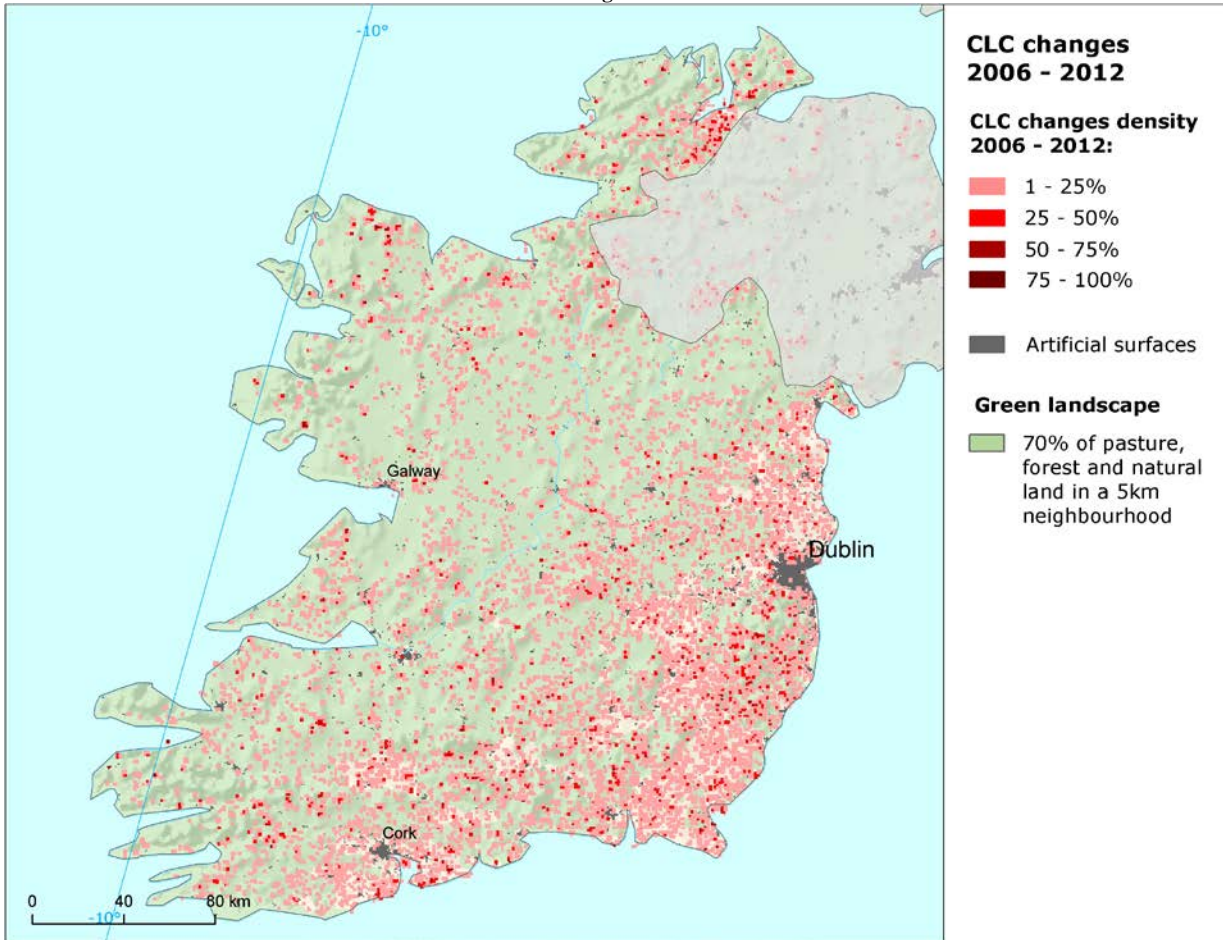 g
-10°
Galway
Dublin
Cork
0 40 80 km
-10°
CLC changes
2006 - 2012
CLC changes density
2006 - 2012:
1 - 25%
25 - 50%
50 - 75%
75 - 100%
Artificial surfaces
Green landscape
70% of pasture,
forest and natural
land in a 5km
neighbourhood